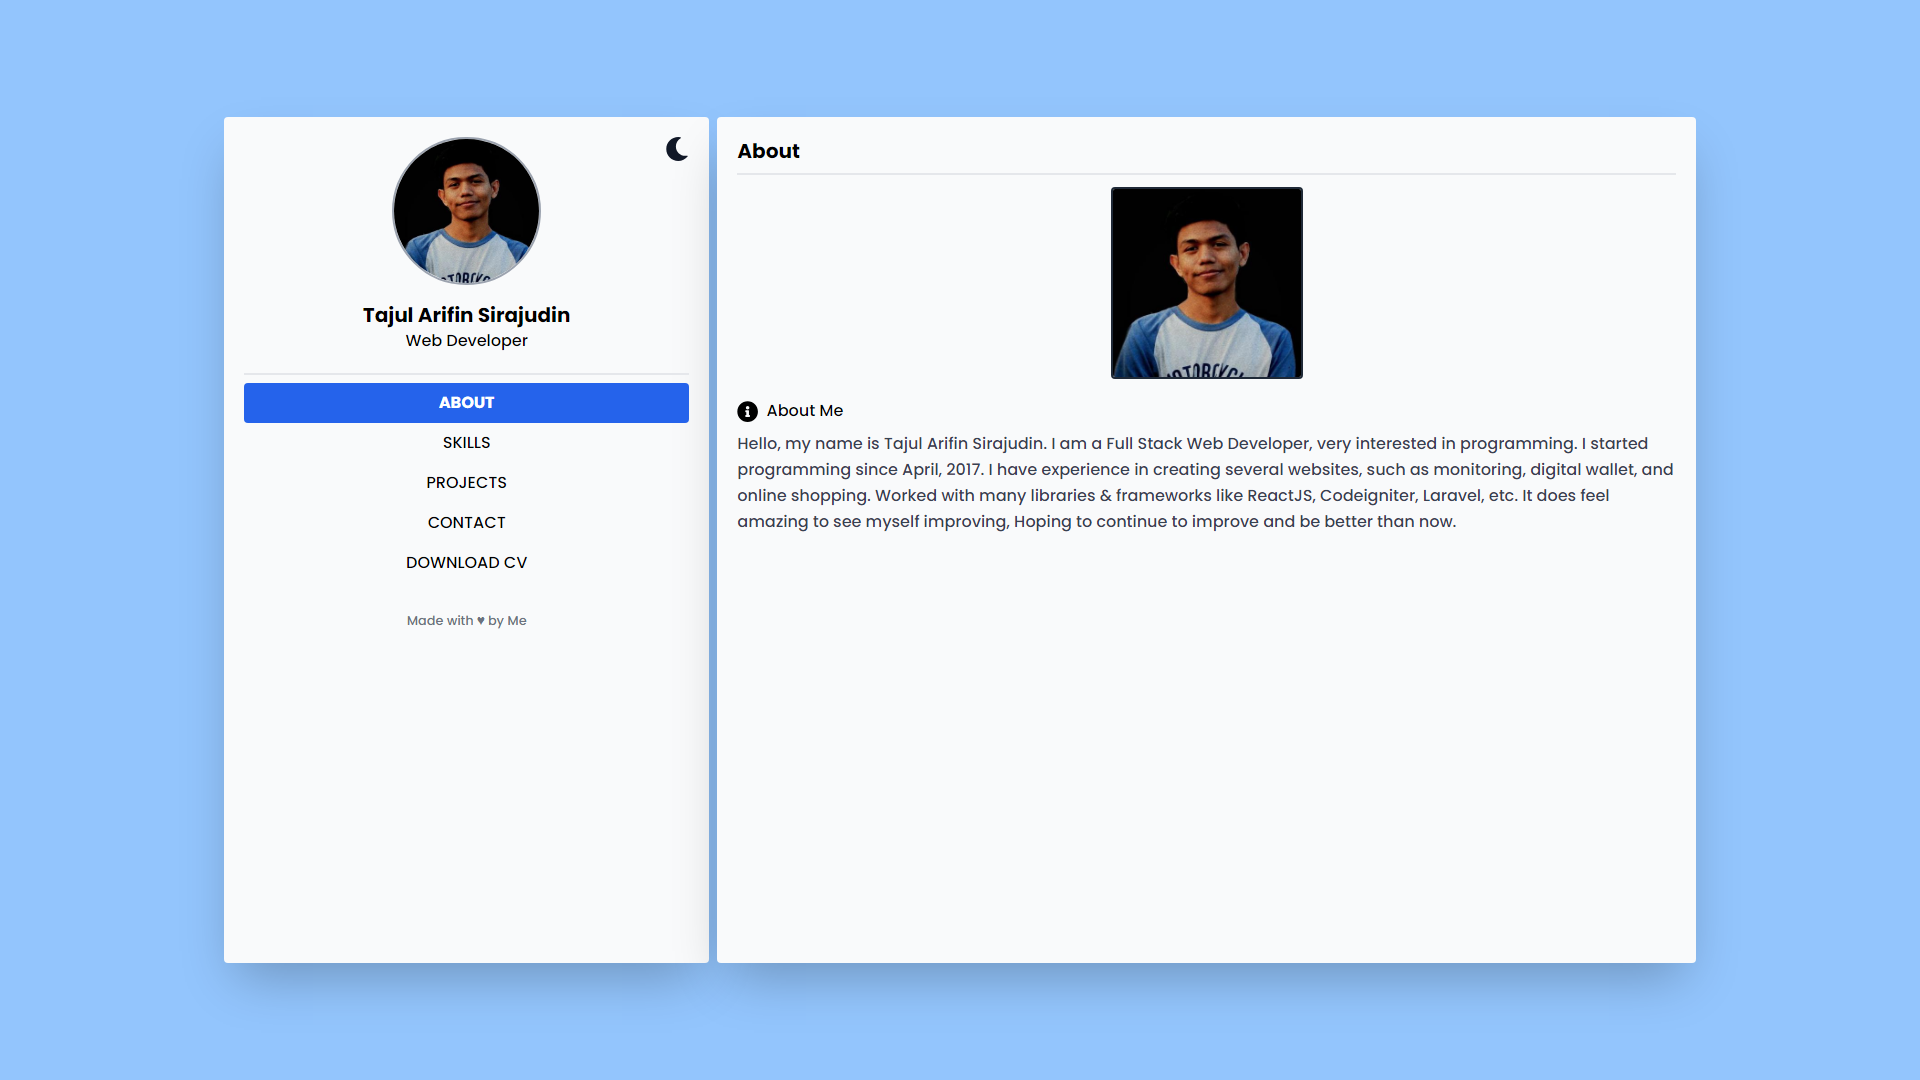 Tajul Arifin Sirajudin
Web Developer
ABOUT
SKILLS
PROJECTS
CONTACT
DOWNLOAD CV
Made with ♥ by Me
About
About Me
Hello, my name is Tajul Arifin Sirajudin. I am a Full Stack Web Developer, very interested in programming. I started
programming since April, 2017. I have experience in creating several websites, such as monitoring, digital wallet, and
online shopping. Worked with many libraries & frameworks like ReactJS, Codeigniter, Laravel, etc. It does feel
amazing to see myself improving, Hoping to continue to improve and be better than now.